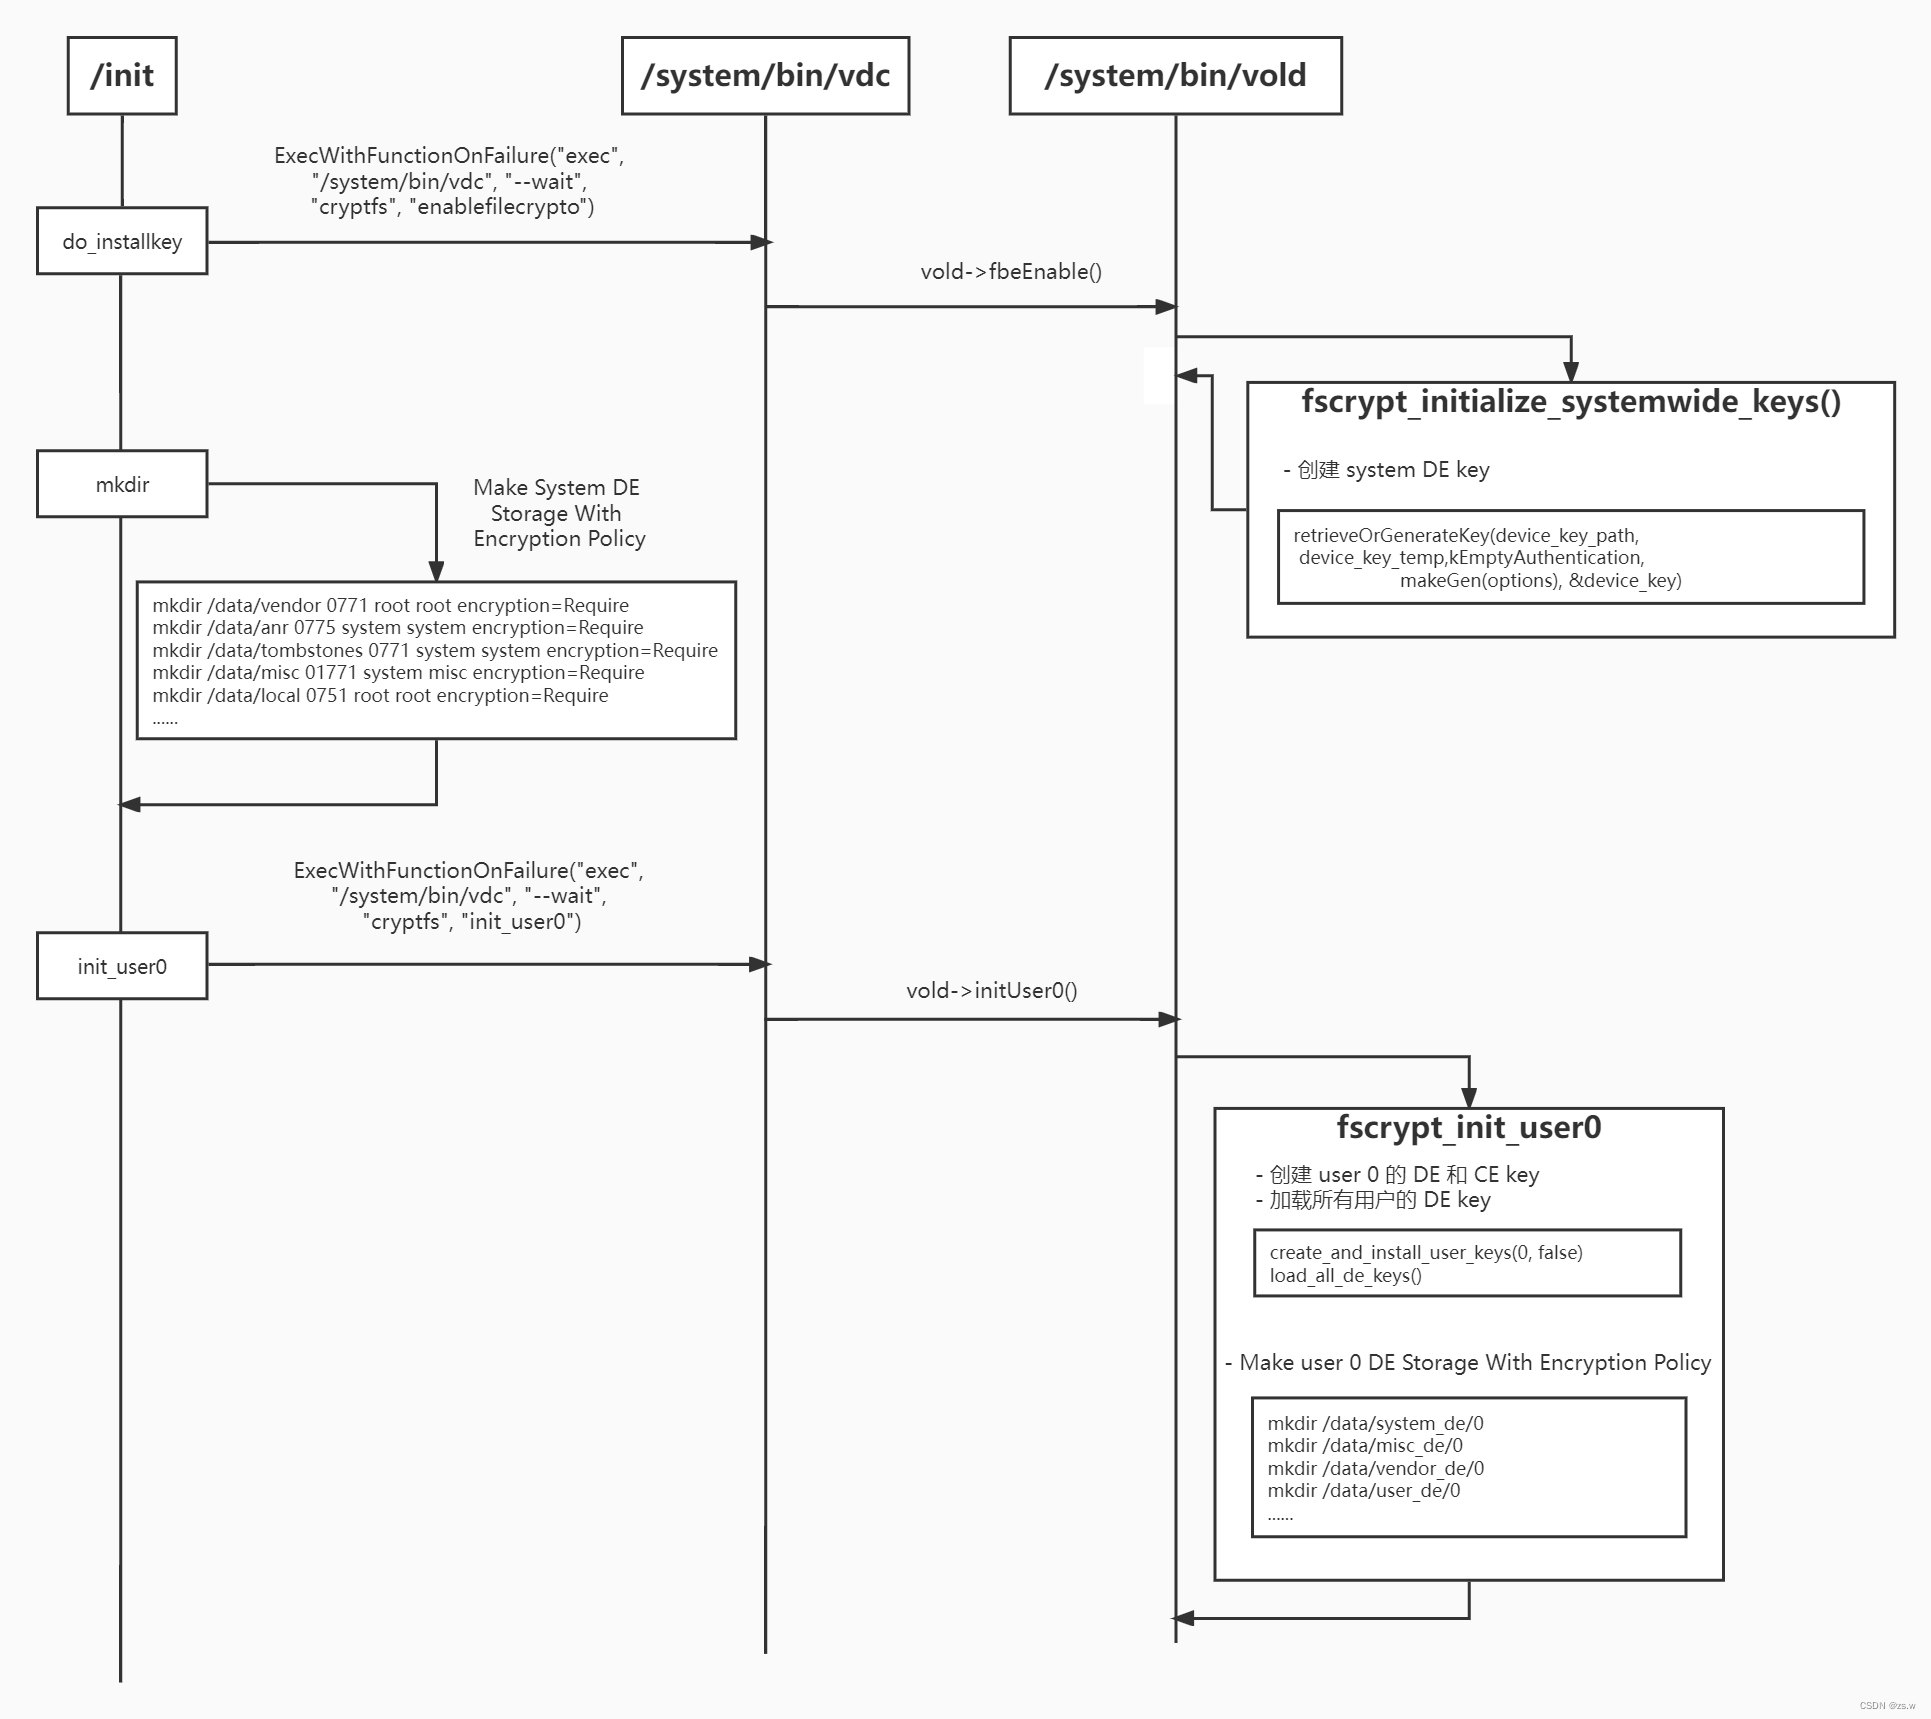 /init
/system/bin/vdc
/system/bin/vold
ExecWithFunctionOnFailure("exec",
"/system/bin/vdc", "--wait",
"cryptfs", "enablefilecrypto")
do_installkey
vold->fbeEnable()
fscrypt_initialize_systemwide_keys()
- 创建 system DE key
retrieveOrGenerateKey(device_key_path,
device_key_temp,kEmptyAuthentication,
makeGen(options), &device_key)
mkdir
Make System DE
Storage With
Encryption Policy
mkdir /data/vendor 0771 root root encryption=Require
mkdir /data/anr 0775 system system encryption=Require
mkdir /data/tombstones 0771 system system encryption=Require
mkdir /data/misc 01771 system misc encryption=Require
mkdir /data/local 0751 root root encryption=Require
......
ExecWithFunctionOnFailure("exec",
"/system/bin/vdc", "--wait",
"cryptfs", "init_user0")
init_user0
vold->initUser0()
fscrypt_init_user0
- 创建 user 0 的 DE 和 CE key
- 加载所有用户的 DE key
create_and_install_user_keys(0, false)
load_all_de_keys()
- Make user 0 DE Storage With Encryption Policy
mkdir /data/system_de/0
mkdir /data/misc_de/0
mkdir /data/vendor_de/0
mkdir /data/user_de/0
......
CSDN @zs.w